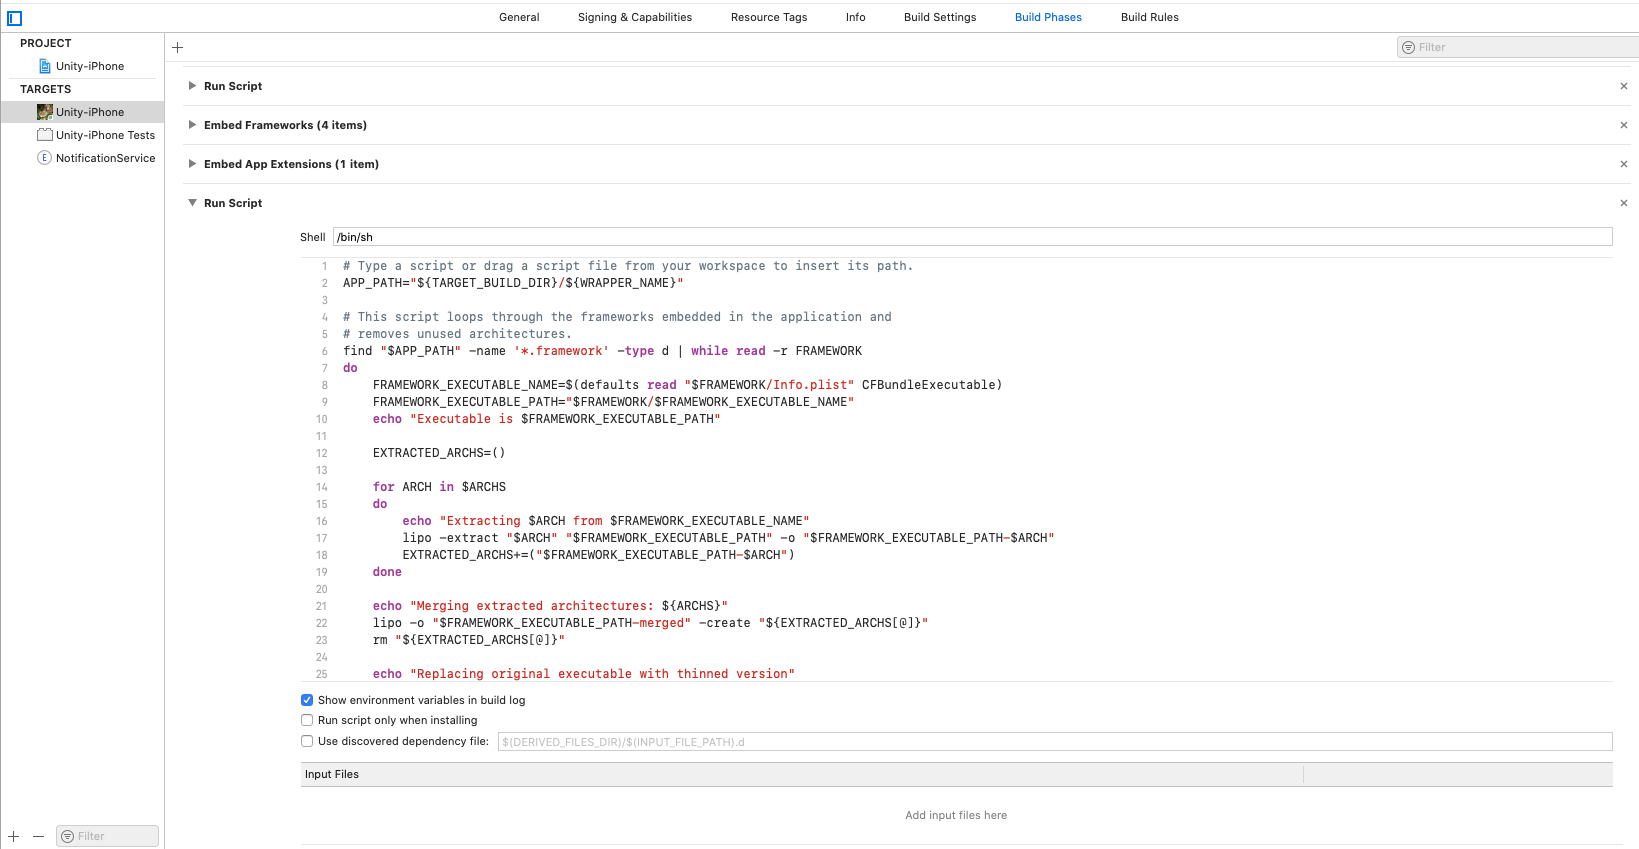 General Signing & Capabilities Resource Tags Info Build Settings Build Phases Build Rules
PROJECT
Unity-iPhone
TARGETS
Unity-iPhone
Unity-iPhone Tests
NotificationService
Filter
Filter
Run Script
Embed Frameworks (4 items)
Embed App Extensions (1 item)
Run Script
Shell /bin/sh
1 # Type a script or drag a script file from your workspace to insert its path.
2 APP_PATH="${TARGET_BUILD_DIR}/${WRAPPER_NAME}"
3
4 # This script loops through the frameworks embedded in the application and
5 # removes unused architectures.
6 find "$APP_PATH" -name '*.framework' -type d | while read -r FRAMEWORK
7 do
8 FRAMEWORK_EXECUTABLE_NAME=$(defaults read "$FRAMEWORK/Info.plist" CFBundleExecutable)
9 FRAMEWORK_EXECUTABLE_PATH="$FRAMEWORK/$FRAMEWORK_EXECUTABLE_NAME"
10 echo "Executable is $FRAMEWORK_EXECUTABLE_PATH"
11
12 EXTRACTED_ARCHS=()
13
14 for ARCH in $ARCHS
15 do
16 echo "Extracting $ARCH from $FRAMEWORK_EXECUTABLE_NAME"
17 lipo -extract "$ARCH" "$FRAMEWORK_EXECUTABLE_PATH" -o "$FRAMEWORK_EXECUTABLE_PATH-$ARCH"
18 EXTRACTED_ARCHS+=("$FRAMEWORK_EXECUTABLE_PATH-$ARCH")
19 done
20
21 echo "Merging extracted architectures: ${ARCHS}"
22 lipo -o "$FRAMEWORK_EXECUTABLE_PATH-merged" -create "${EXTRACTED_ARCHS[@]}"
23 rm "${EXTRACTED_ARCHS[@]}"
24
25 echo "Replacing original executable with thinned version"
Show environment variables in build log
Run script only when installing
Use discovered dependency file: $(DERIVED_FILES_DIR)/$(INPUT_FILE_PATH).d
Input Files
Add input files here